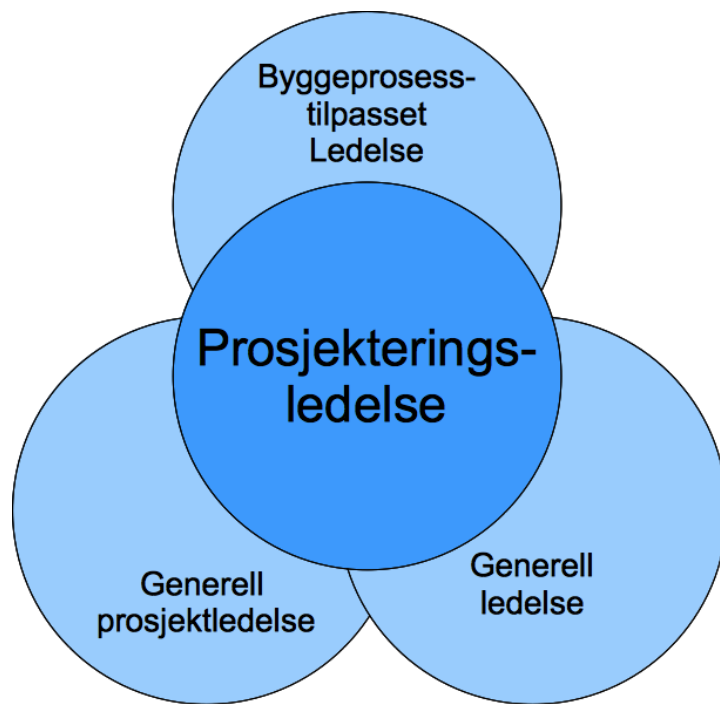 Byggeprosess-
tilpasset
Ledelse
Prosjekterings-
ledelse
Generell
prosjektledelse
Generell
ledelse